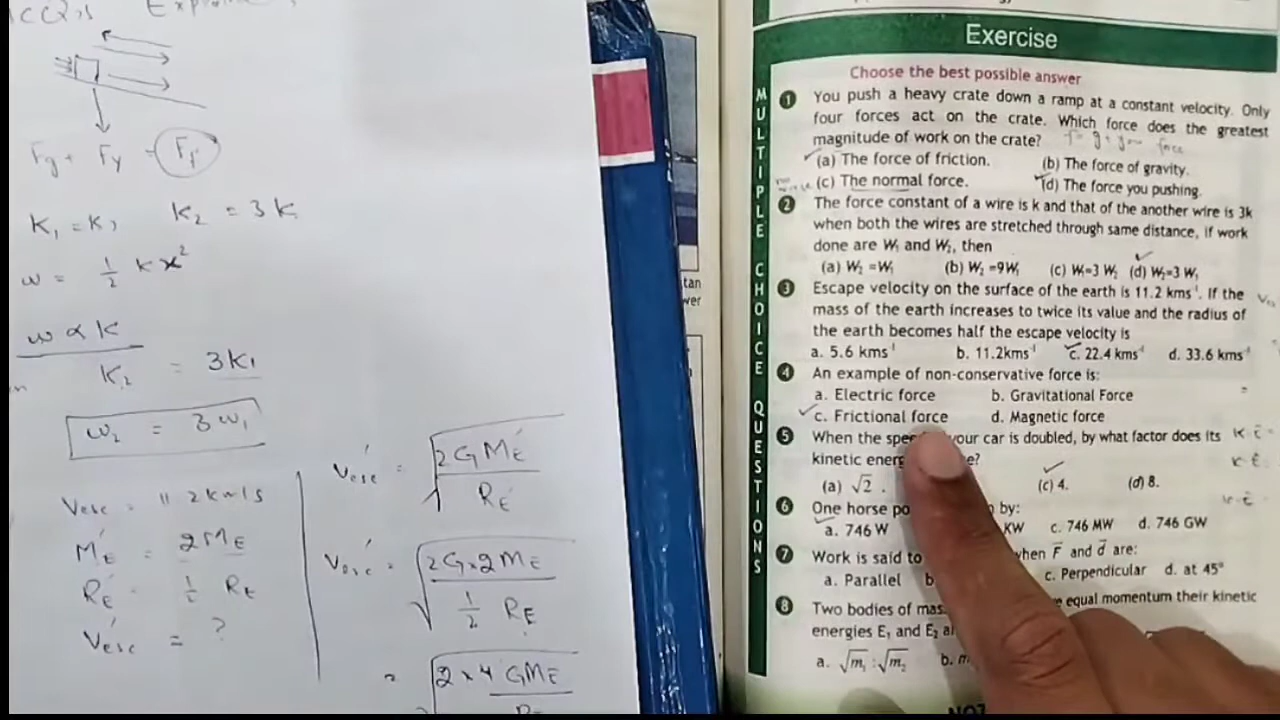 Fg + Fy = Ff
K₁ = K, K₂ = 3K
w = 1/2 K x²
w ∝ K
K₂ = 3K₁
w₂ = 3w₁
Vesc = 11.2km/s
M'E = 2ME
R'E = 1/2 RE
V'esc = ?
V'esc = √(2GM'E / R'E)
V'esc = √(2G×2ME / 1/2 RE)
= √(2×4 GME / RE
Exercise
MULTIPLE CHOICE QUESTIONS
Choose the best possible answer
1 You push a heavy crate down a ramp at a constant velocity. Only
four forces act on the crate. Which force does the greatest
magnitude of work on the crate?
(a) The force of friction. (b) The force of gravity.
(c) The normal force. (d) The force you pushing.
2 The force constant of a wire is k and that of the another wire is 3k
when both the wires are stretched through same distance, if work
done are W₁ and W₂, then
(a) W₂ =W₁ (b) W₂ =9W₁ (c) W₁=3 W₂ (d) W₂=3 W₁
3 Escape velocity on the surface of the earth is 11.2 kms⁻¹. If the
mass of the earth increases to twice its value and the radius of
the earth becomes half the escape velocity is
a. 5.6 kms⁻¹ b. 11.2kms⁻¹ c. 22.4 kms⁻¹ d. 33.6 kms⁻¹
4 An example of non-conservative force is:
a. Electric force b. Gravitational Force
c. Frictional force d. Magnetic force
5 When the your car is doubled, by what factor does its
kinetic
(a) √2 . (c) 4. (d) 8.
6 One horse by:
a. 746 W KW c. 746 MW d. 746 GW
7 Work is said to when F⃗ and d⃗ are:
a. Parallel b c. Perpendicular d. at 45°
8 Two bodies of equal momentum their kinetic
energies E₁ and E₂
a. √m₁ : √m₂ b.